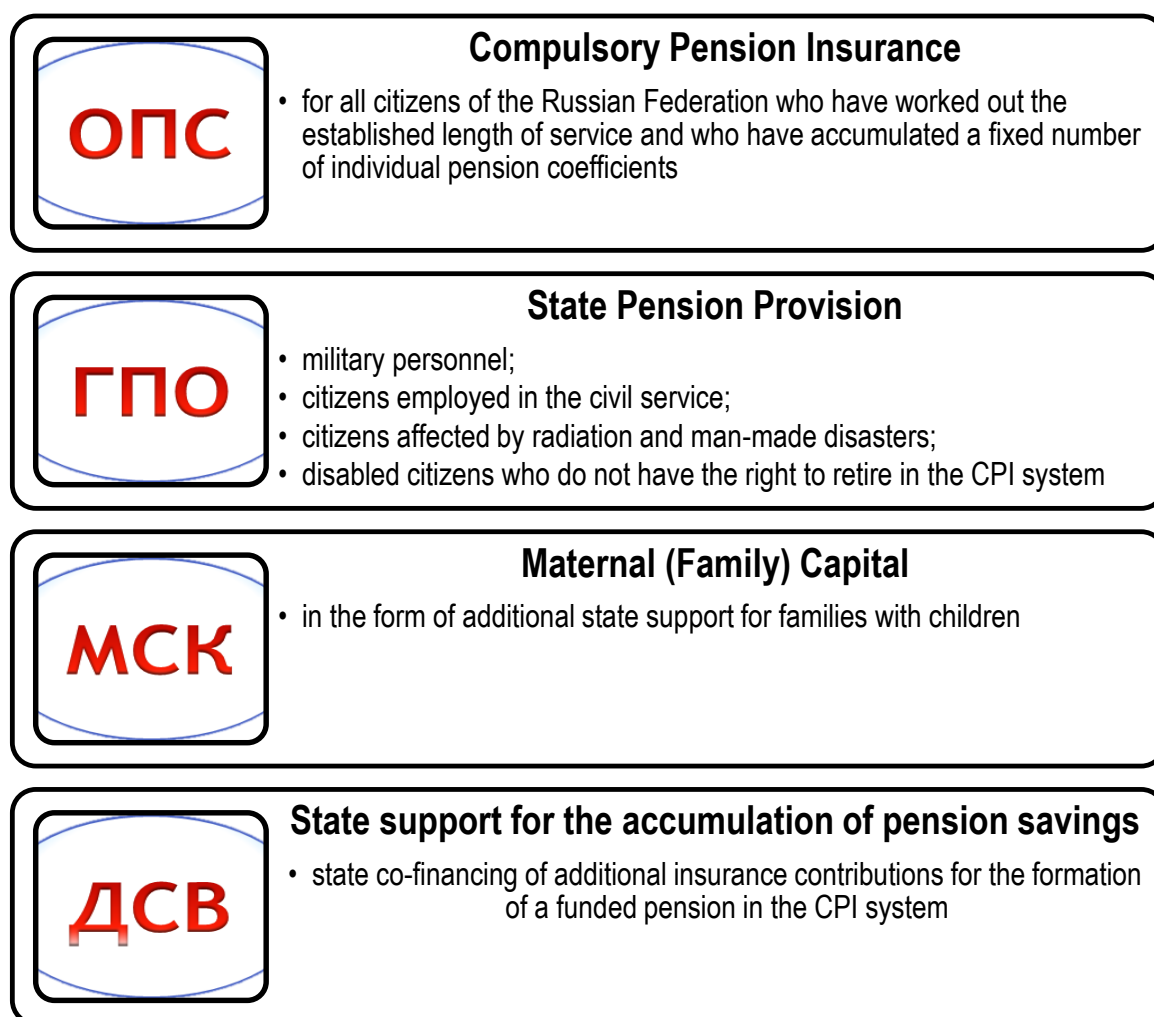 Compulsory Pension Insurance
ОПС
• for all citizens of the Russian Federation who have worked out the
established length of service and who have accumulated a fixed number
of individual pension coefficients
State Pension Provision
ГПО
• military personnel;
• citizens employed in the civil service;
• citizens affected by radiation and man-made disasters;
• disabled citizens who do not have the right to retire in the CPI system
Maternal (Family) Capital
МСК
• in the form of additional state support for families with children
State support for the accumulation of pension savings
ДСВ
• state co-financing of additional insurance contributions for the formation
of a funded pension in the CPI system